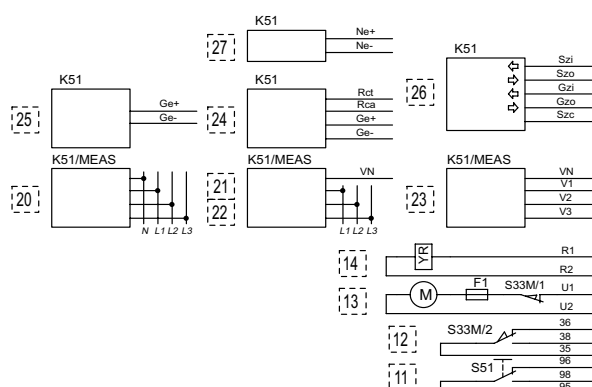 K51
27
Ne+
Ne-
K51
26
Szi
Szo
Gzi
Gzo
Szc
K51
25
Ge+
Ge-
K51
24
Rct
Rca
Ge+
Ge-
K51/MEAS
20
N L1 L2 L3
K51/MEAS
21
22
VN
L1 L2 L3
K51/MEAS
23
VN
V1
V2
V3
14
YR
R1
R2
13
M
F1
S33M/1
U1
U2
12
S33M/2
36
38
35
11
S51
96
98
95